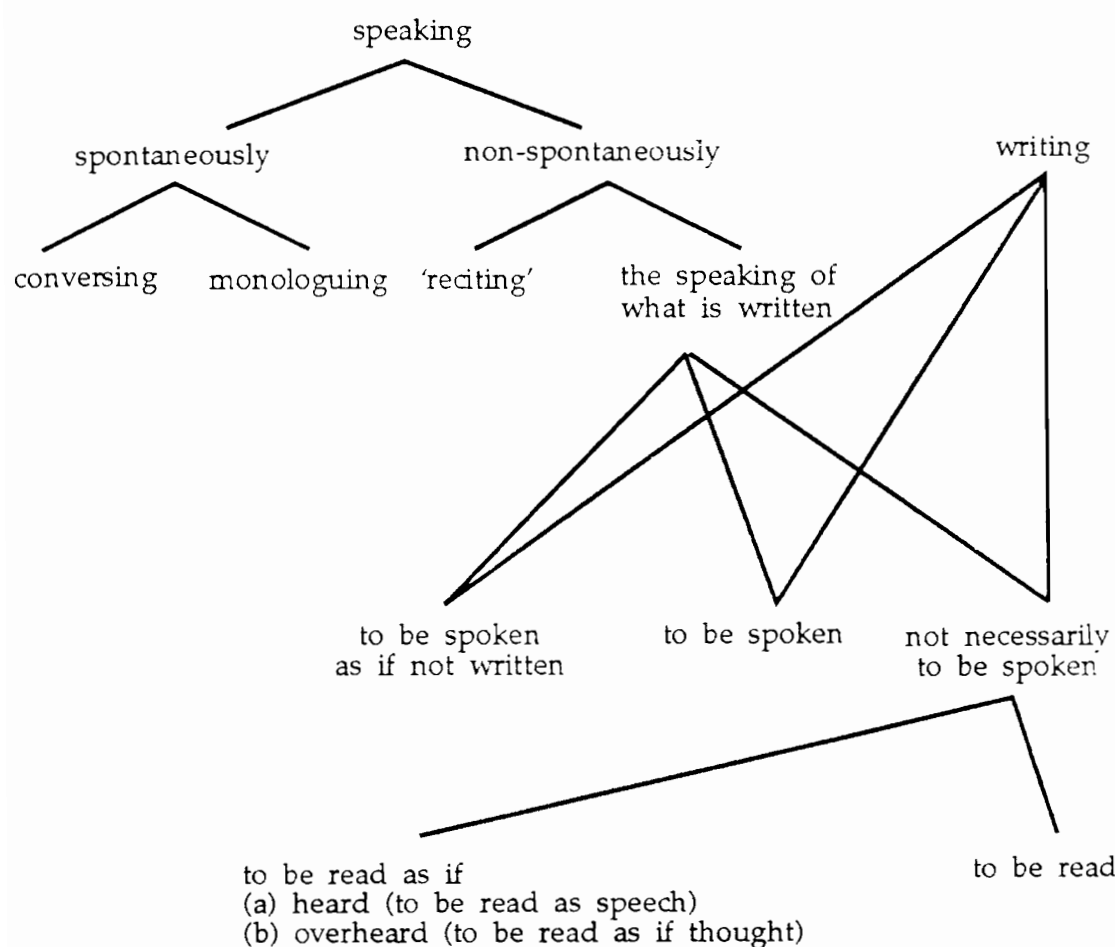 speaking
spontaneously
non-spontaneously
writing
conversing
monologuing
‘reciting’
the speaking of
what is written
to be spoken
as if not written
to be spoken
not necessarily
to be spoken
to be read as if
(a) heard (to be read as speech)
(b) overheard (to be read as if thought)
to be read